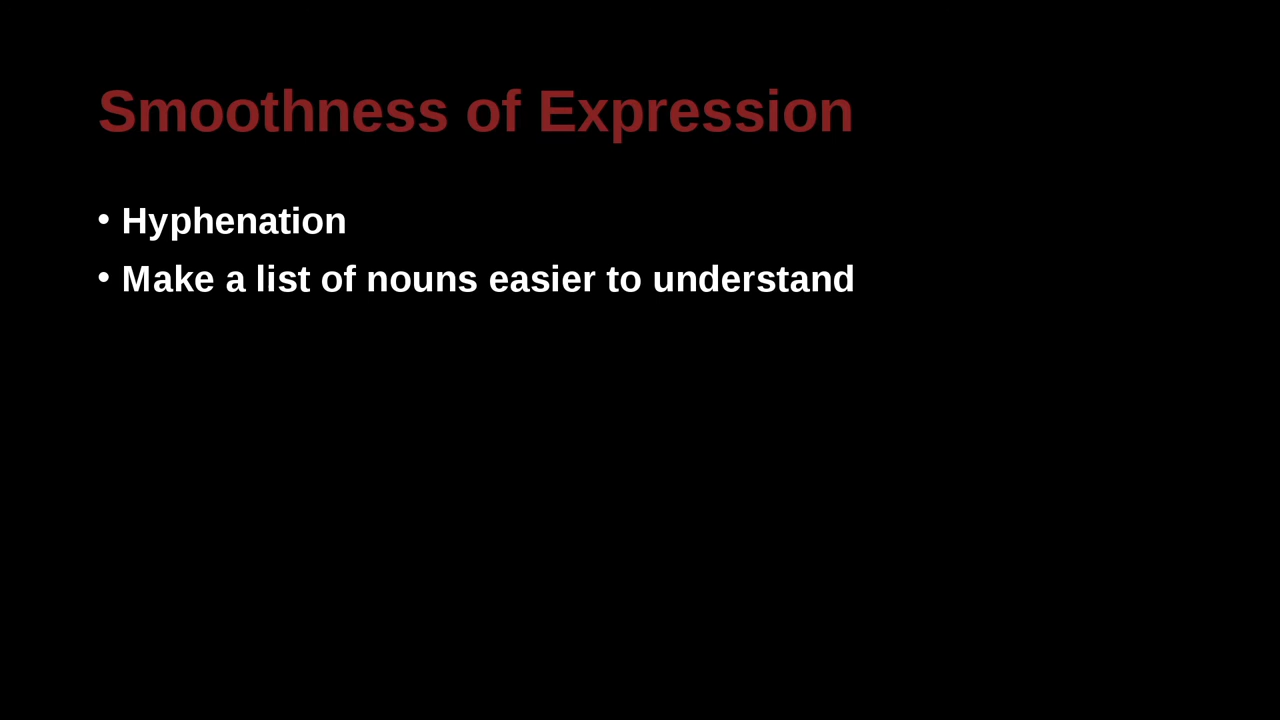 Smoothness of Expression
• Hyphenation
• Make a list of nouns easier to understand